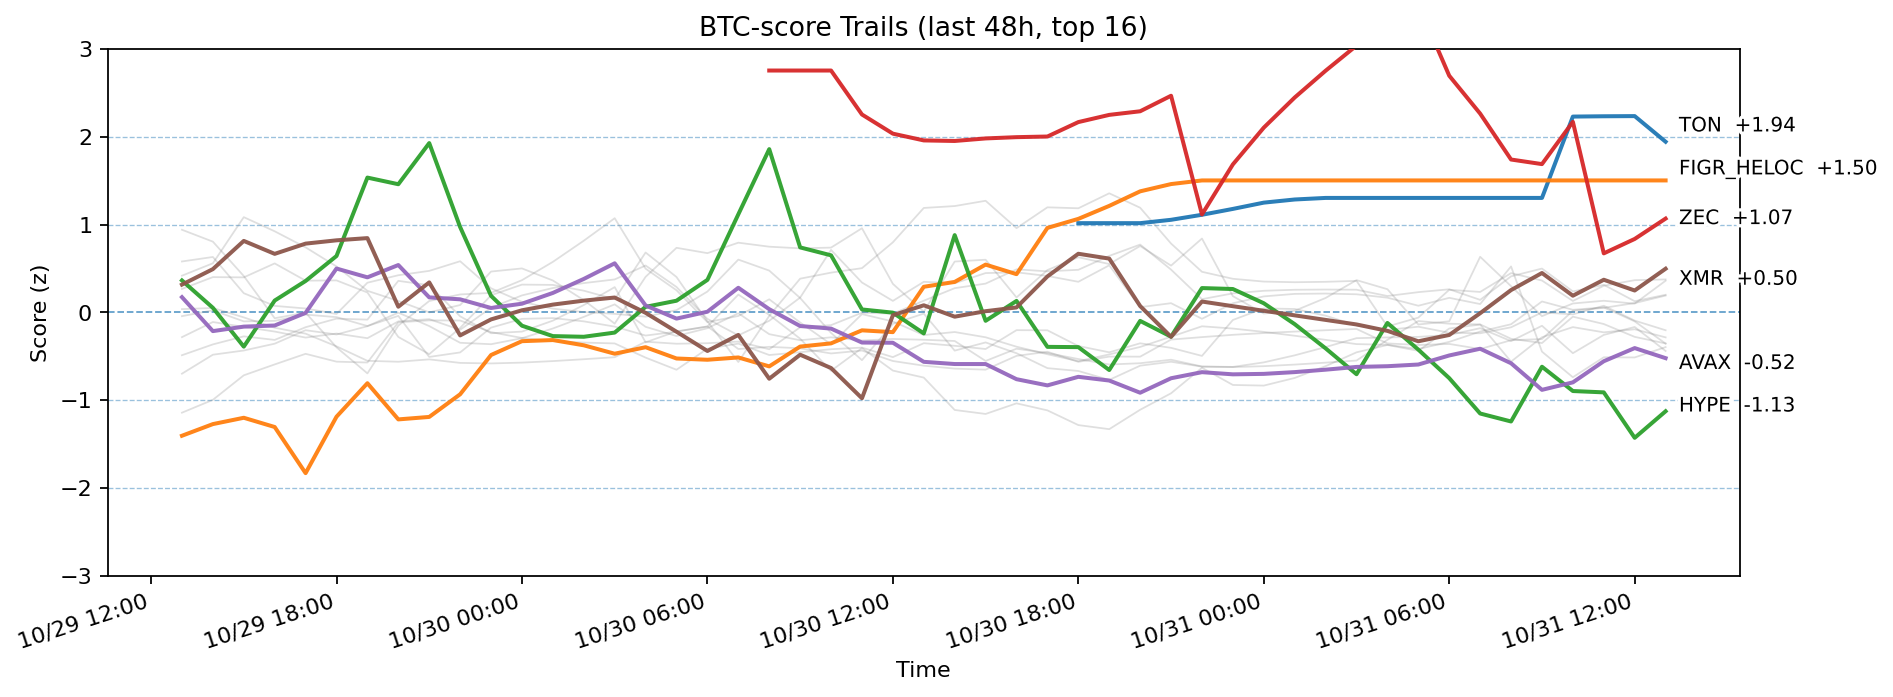 BTC-score Trails (last 48h, top 16)
Score (z)
3
2
1
0
−1
−2
−3
TON +1.94
FIGR_HELOC +1.50
ZEC +1.07
XMR +0.50
AVAX -0.52
HYPE -1.13
10/29 12:00
10/29 18:00
10/30 00:00
10/30 06:00
10/30 12:00
10/30 18:00
10/31 00:00
10/31 06:00
10/31 12:00
Time